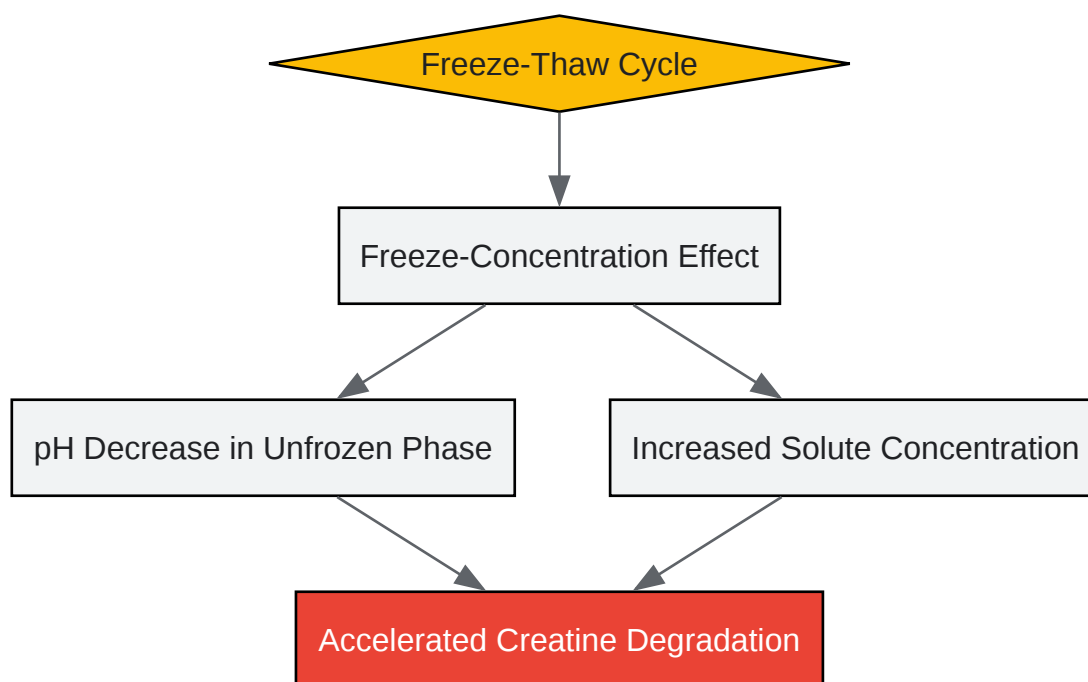 Freeze-Thaw Cycle
Freeze-Concentration Effect
pH Decrease in Unfrozen Phase
Increased Solute Concentration
Accelerated Creatine Degradation